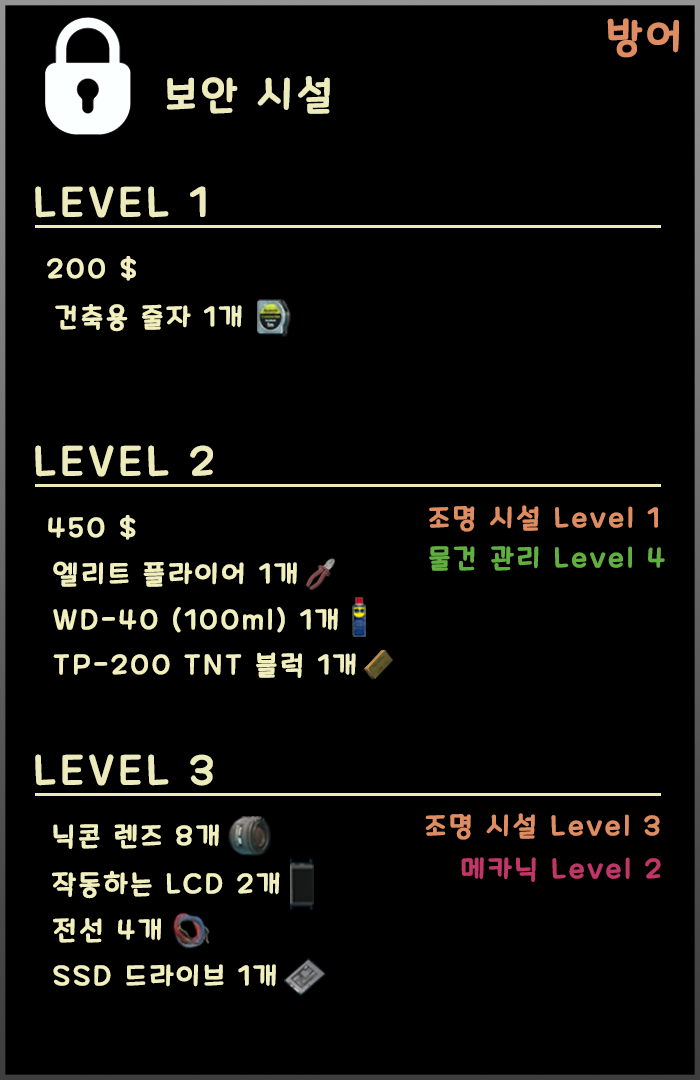 방어
보안 시설
LEVEL 1
200 $
건축용 줄자 1개
LEVEL 2
450 $
조명 시설 Level 1
엘리트 플라이어 1개
물건 관리 Level 4
WD-40 (100ml) 1개
TP-200 TNT 블럭 1개
LEVEL 3
닉콘 렌즈 8개
조명 시설 Level 3
작동하는 LCD 2개
메카닉 Level 2
전선 4개
SSD 드라이브 1개